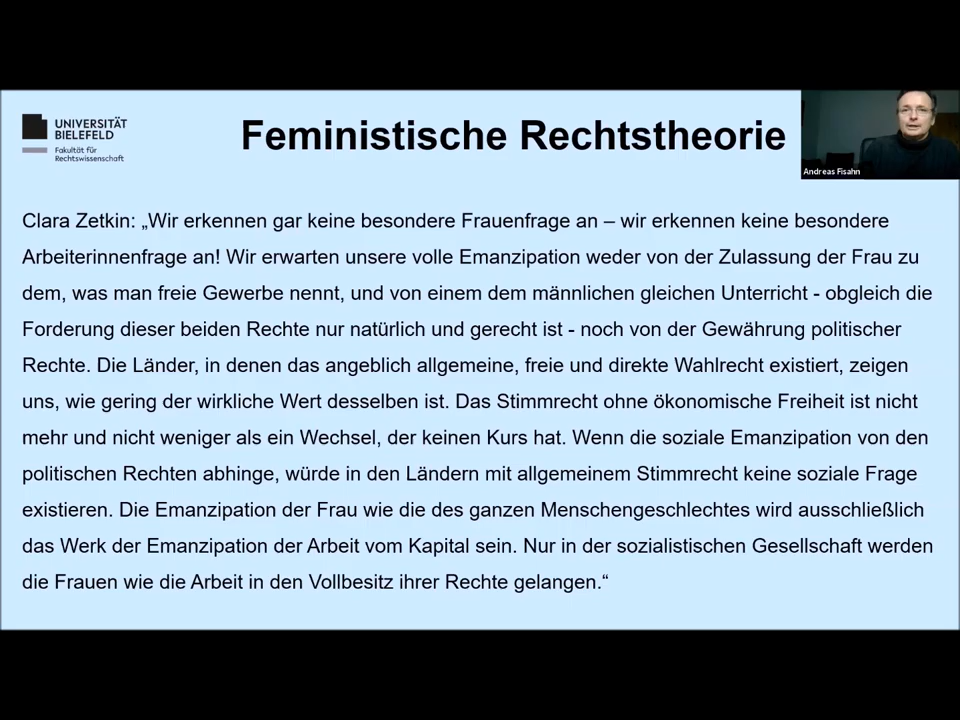 UNIVERSITÄT
BIELEFELD
Fakultät für
Rechtswissenschaft
Feministische Rechtstheorie
Andreas Fisahn
Clara Zetkin: „Wir erkennen gar keine besondere Frauenfrage an – wir erkennen keine besondere
Arbeiterinnenfrage an! Wir erwarten unsere volle Emanzipation weder von der Zulassung der Frau zu
dem, was man freie Gewerbe nennt, und von einem dem männlichen gleichen Unterricht - obgleich die
Forderung dieser beiden Rechte nur natürlich und gerecht ist - noch von der Gewährung politischer
Rechte. Die Länder, in denen das angeblich allgemeine, freie und direkte Wahlrecht existiert, zeigen
uns, wie gering der wirkliche Wert desselben ist. Das Stimmrecht ohne ökonomische Freiheit ist nicht
mehr und nicht weniger als ein Wechsel, der keinen Kurs hat. Wenn die soziale Emanzipation von den
politischen Rechten abhinge, würde in den Ländern mit allgemeinem Stimmrecht keine soziale Frage
existieren. Die Emanzipation der Frau wie die des ganzen Menschengeschlechtes wird ausschließlich
das Werk der Emanzipation der Arbeit vom Kapital sein. Nur in der sozialistischen Gesellschaft werden
die Frauen wie die Arbeit in den Vollbesitz ihrer Rechte gelangen.“